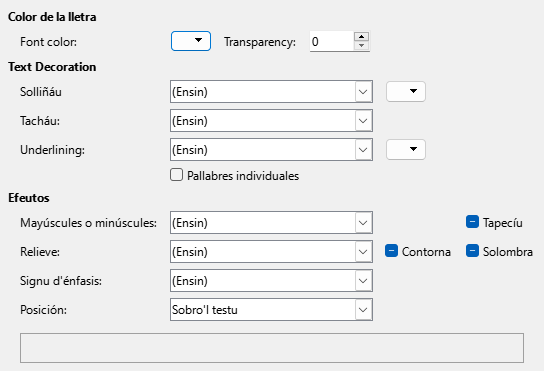 Color de la lletra
Font color: Transparency: 0
Text Decoration
Solliñáu (Ensin)
Tacháu: (Ensin)
Underlining: (Ensin)
Pallabres individuales
Efeutos
Mayúscules o minúscules: (Ensin) Tapecíu
Relieve: (Ensin) Contorna Solombra
Signu d'énfasis: (Ensin)
Posición: Sobro'l testu